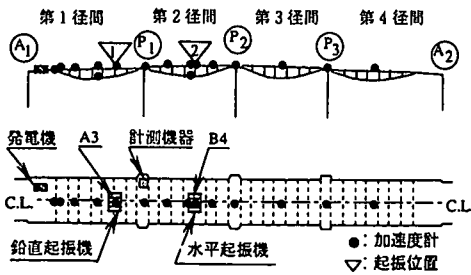 第1径間 第2径間 第3径間 第4径間
A1 1 P1 2 P2 P3 A2
発電機 A3 計測機器 B4
C.L. C.L.
鉛直起振機 水平起振機
●: 加速度計
▽: 起振位置